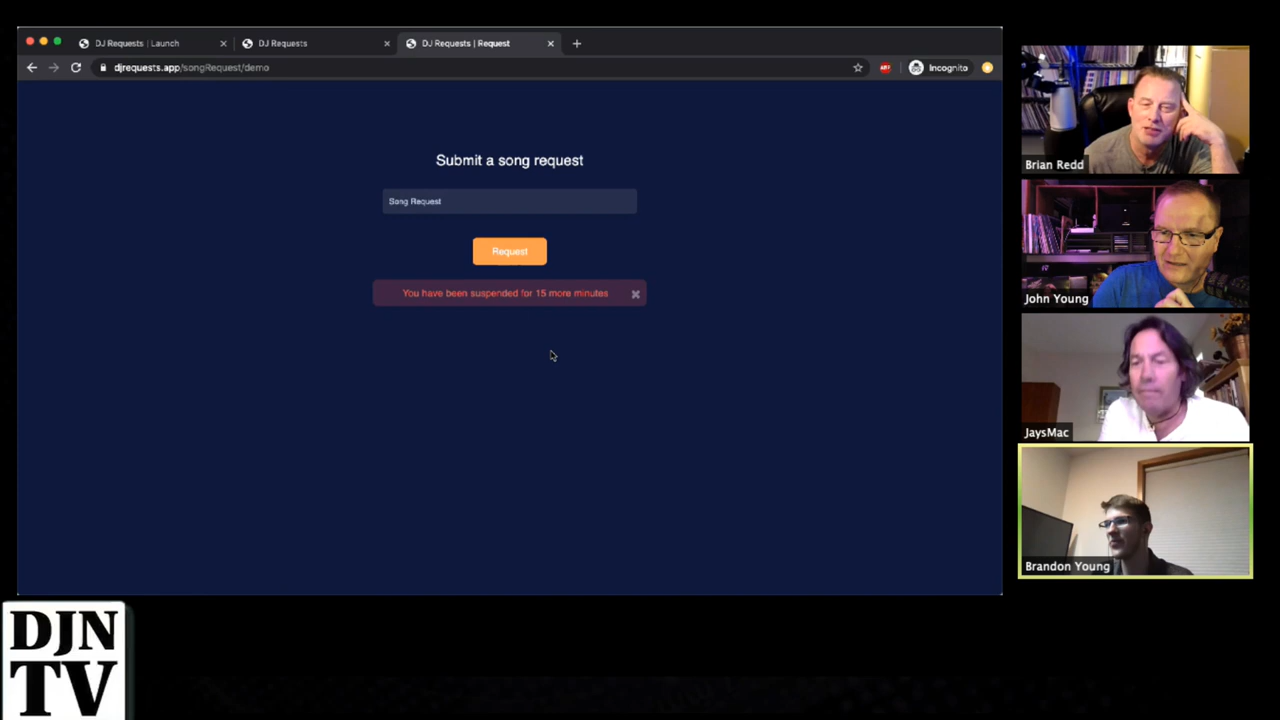 DJ Requests | Launch
DJ Requests
DJ Requests | Request
djrequests.app/songRequest/demo
ABP
Incognito
Submit a song request
Song Request
Request
You have been suspended for 15 more minutes
Brian Redd
John Young
JaysMac
Brandon Young
DJN
TV